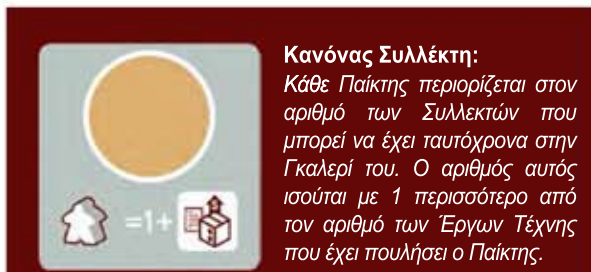 Κανόνας Συλλέκτη:
Κάθε Παίκτης περιορίζεται στον
αριθμό των Συλλεκτών που
μπορεί να έχει ταυτόχρονα στην
Γκαλερί του. Ο αριθμός αυτός
ισούται με 1 περισσότερο από
τον αριθμό των Έργων Τέχνης
που έχει πουλήσει ο Παίκτης.
=1+